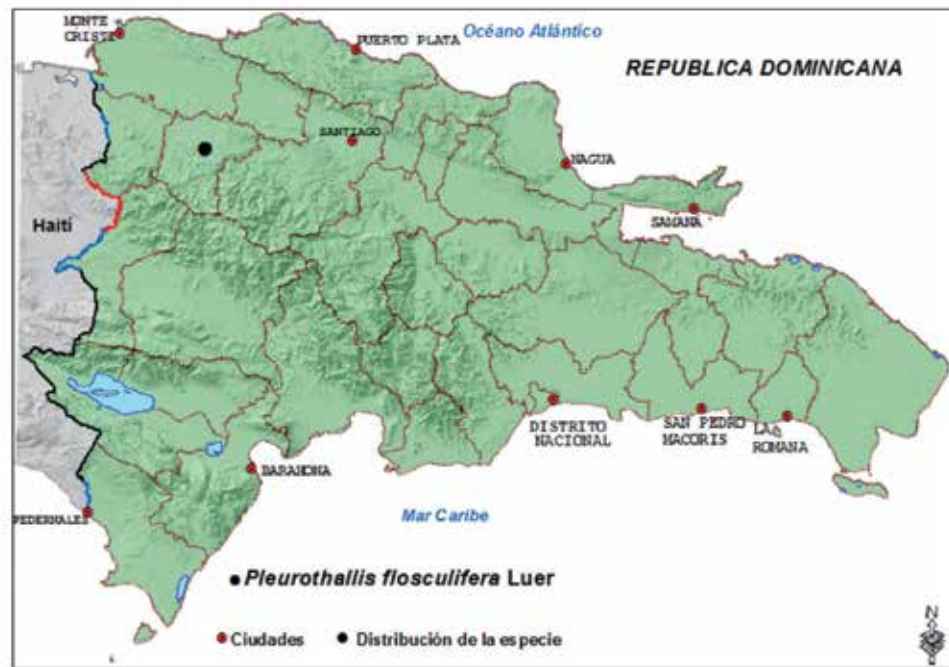 MONTE
CRISTI
PUERTO PLATA
Océano Atlántico
REPUBLICA DOMINICANA
SANTIAGO
NAGUA
Haití
SAMANA
DISTRITO
NACIONAL
SAN PEDRO
MACORIS
LA
ROMANA
BARAHONA
PEDERNALES
Mar Caribe
Pleurothallis flosculifera Luer
Ciudades
Distribución de la especie
N